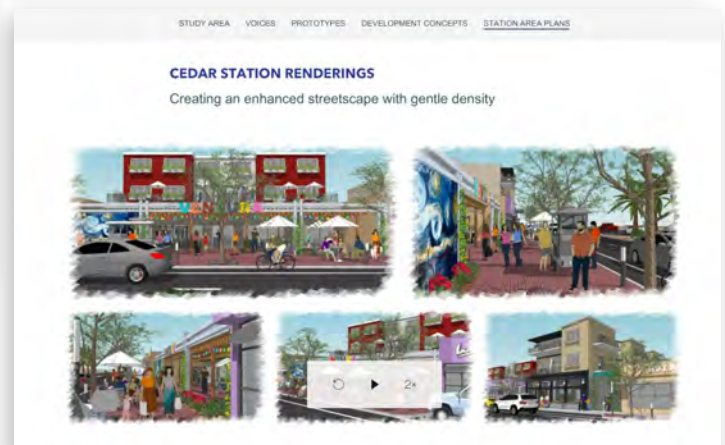 STUDY AREA VOICES PROTOTYPES DEVELOPMENT CONCEPTS STATION AREA PLANS
CEDAR STATION RENDERINGS
Creating an enhanced streetscape with gentle density
2×